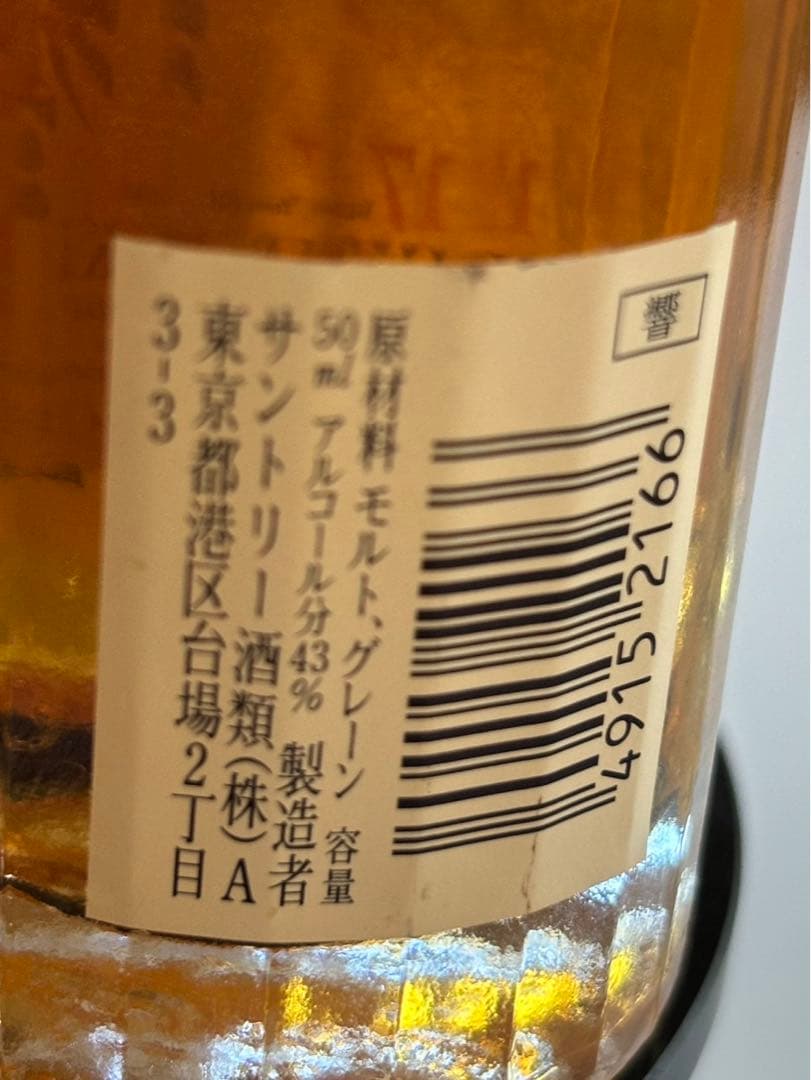 響
4915 2166
原材料 モルト、グレーン 容量
50ml アルコール分43% 製造者
サントリー酒類(株)A
東京都港区台場2丁目
3-3